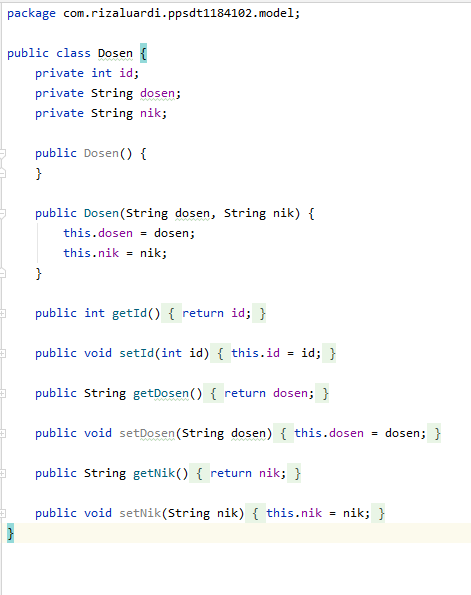 package com.rizaluardi.ppsdt1184102.model;
public class Dosen {
private int id;
private String dosen;
private String nik;
public Dosen() {
}
public Dosen(String dosen, String nik) {
this.dosen = dosen;
this.nik = nik;
}
public int getId() { return id; }
public void setId(int id) { this.id = id; }
public String getDosen() { return dosen; }
public void setDosen(String dosen) { this.dosen = dosen; }
public String getNik() { return nik; }
public void setNik(String nik) { this.nik = nik; }
}